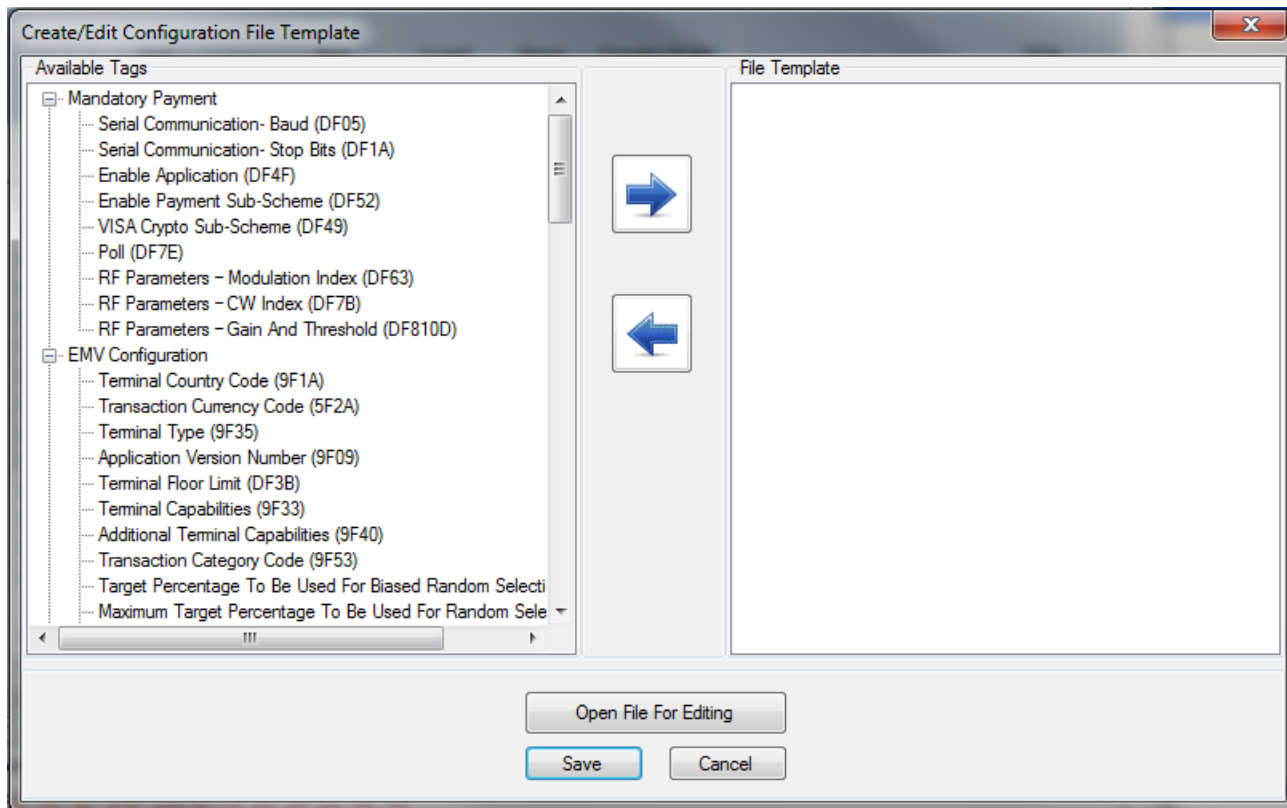 Create/Edit Configuration File Template
Available Tags
Mandatory Payment
Serial Communication- Baud (DF05)
Serial Communication- Stop Bits (DF1A)
Enable Application (DF4F)
Enable Payment Sub-Scheme (DF52)
VISA Crypto Sub-Scheme (DF49)
Poll (DF7E)
RF Parameters – Modulation Index (DF63)
RF Parameters – CW Index (DF7B)
RF Parameters – Gain And Threshold (DF810D)
EMV Configuration
Terminal Country Code (9F1A)
Transaction Currency Code (5F2A)
Terminal Type (9F35)
Application Version Number (9F09)
Terminal Floor Limit (DF3B)
Terminal Capabilities (9F33)
Additional Terminal Capabilities (9F40)
Transaction Category Code (9F53)
Target Percentage To Be Used For Biased Random Selecti
Maximum Target Percentage To Be Used For Random Sele
File Template
Open File For Editing
Save Cancel